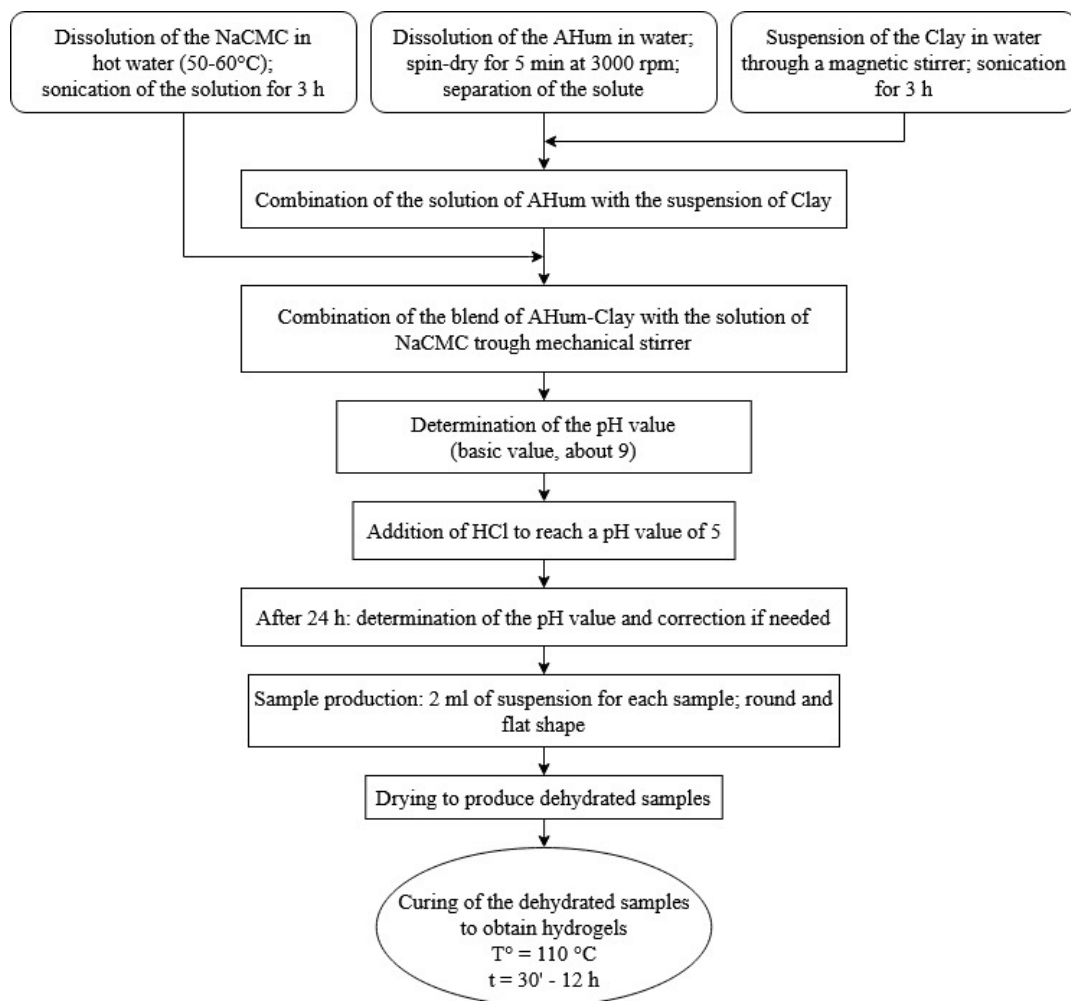 Dissolution of the NaCMC in
hot water (50-60°C);
sonication of the solution for 3 h
Dissolution of the AHum in water;
spin-dry for 5 min at 3000 rpm;
separation of the solute
Suspension of the Clay in water
through a magnetic stirrer; sonication
for 3 h
Combination of the solution of AHum with the suspension of Clay
Combination of the blend of AHum-Clay with the solution of
NaCMC trough mechanical stirrer
Determination of the pH value
(basic value, about 9)
Addition of HCl to reach a pH value of 5
After 24 h: determination of the pH value and correction if needed
Sample production: 2 ml of suspension for each sample; round and
flat shape
Drying to produce dehydrated samples
Curing of the dehydrated samples
to obtain hydrogels
T° = 110 °C
t = 30' - 12 h